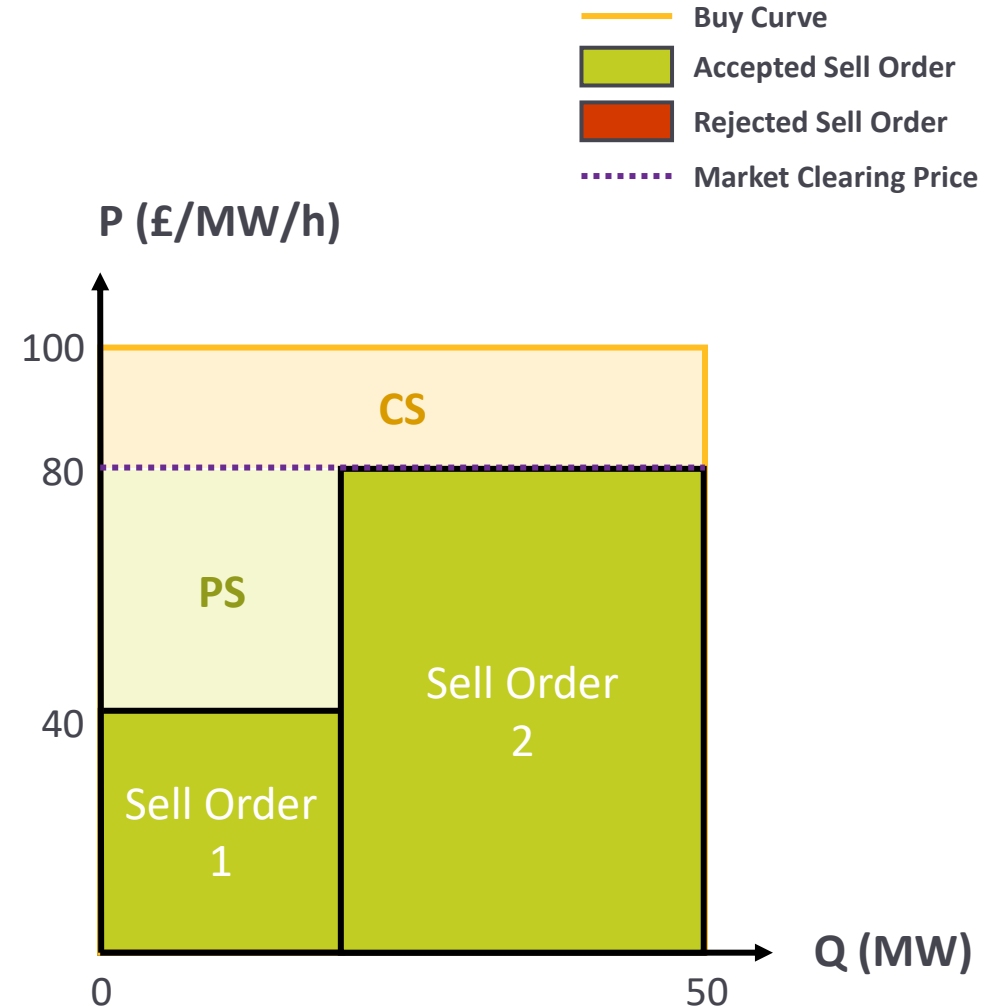 Buy Curve
Accepted Sell Order
Rejected Sell Order
Market Clearing Price
P (£/MW/h)
100
CS
80
PS
Sell Order
2
40
Sell Order
1
Q (MW)
0
50